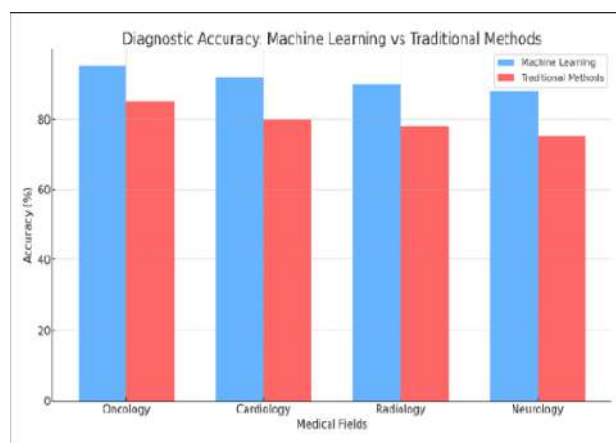 Diagnostic Accuracy: Machine Learning vs Traditional Methods
Machine Learning
Traditional Methods
Accuracy (%)
80
60
40
20
0
Oncology
Cardiology
Radiology
Neurology
Medical Fields